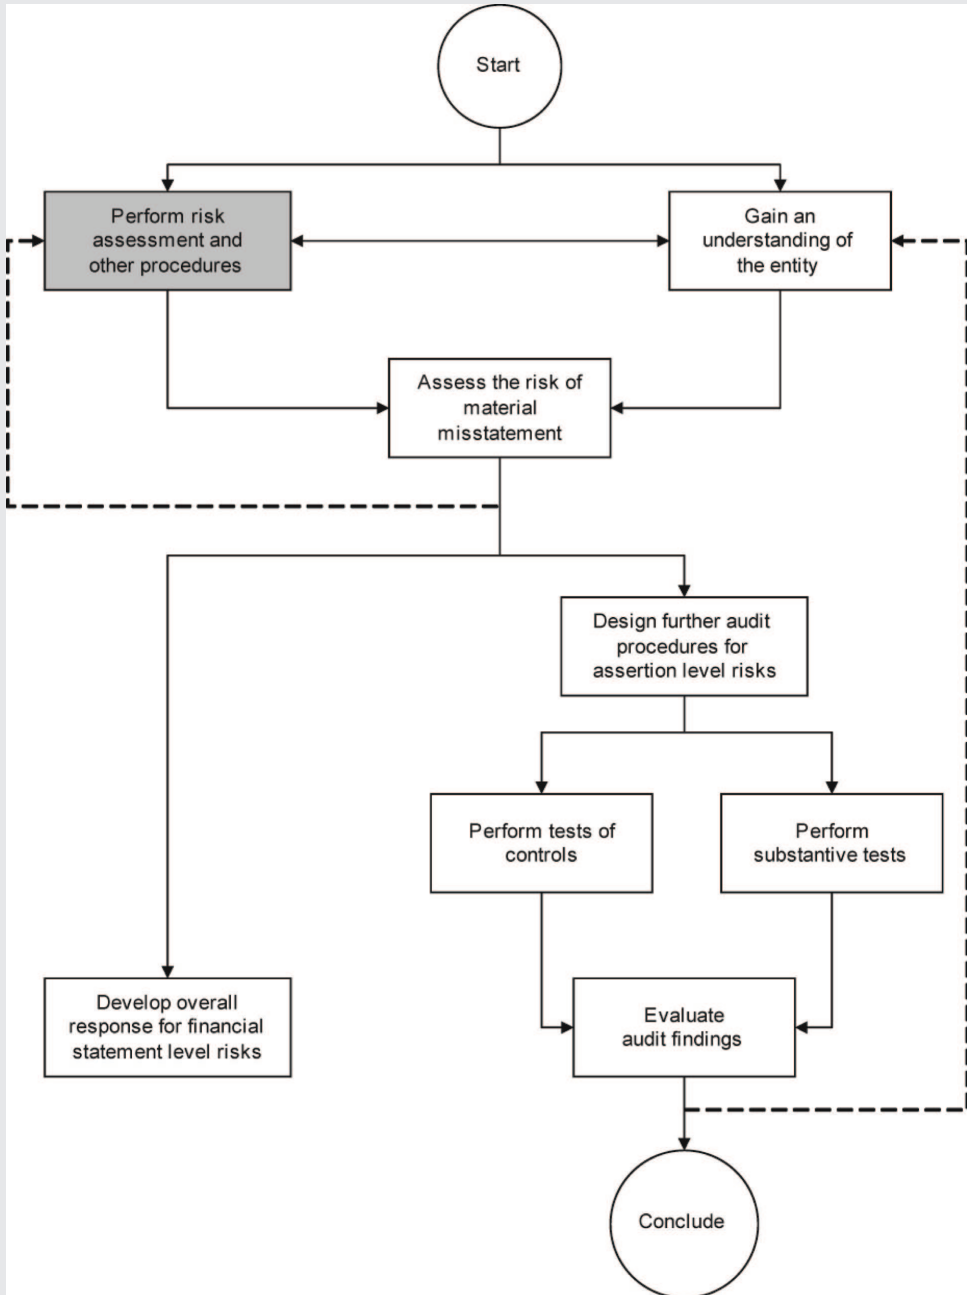 Start
Perform risk
assessment and
other procedures
Gain an
understanding of
the entity
Assess the risk of
material
misstatement
Design further audit
procedures for
assertion level risks
Perform tests of
controls
Perform
substantive tests
Develop overall
response for financial
statement level risks
Evaluate
audit findings
Conclude